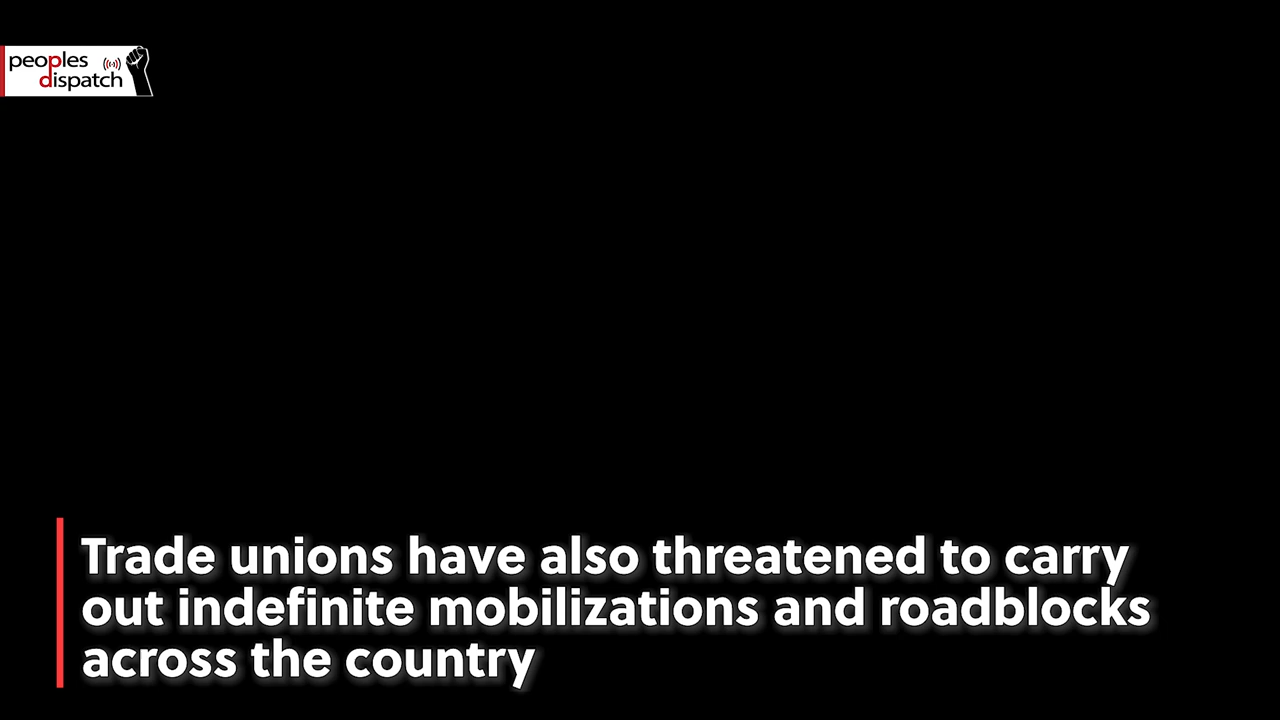 peoples
dispatch
Trade unions have also threatened to carry
out indefinite mobilizations and roadblocks
across the country